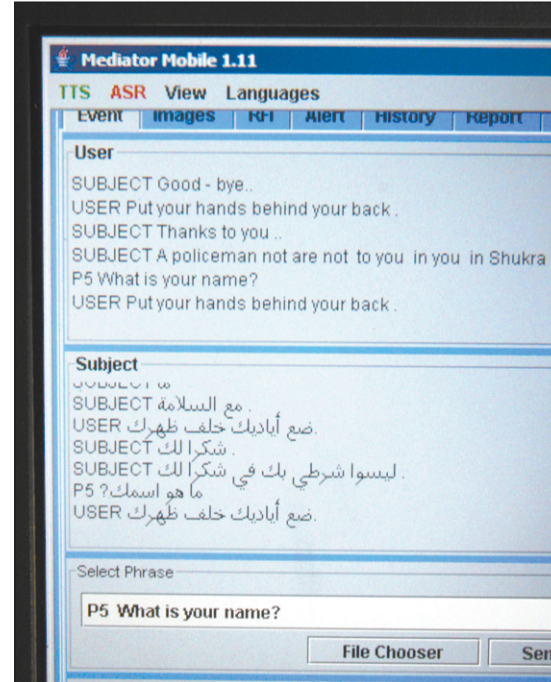 Mediator Mobile 1.11
TTS ASR View Languages
Event Images RFI Alert History Report
User
SUBJECT Good - bye..
USER Put your hands behind your back .
SUBJECT Thanks to you ..
SUBJECT A policeman not are not to you in you in Shukra
P5 What is your name?
USER Put your hands behind your back .
Subject
SUBJECT مع السلامة .
USER ضع أياديك خلف ظهرك.
SUBJECT شكرا لك .
SUBJECT ليسوا شرطي بك في شكرا لك .
P5 ما هو اسمك?
USER ضع أياديك خلف ظهرك.
Select Phrase
P5 What is your name?
File Chooser